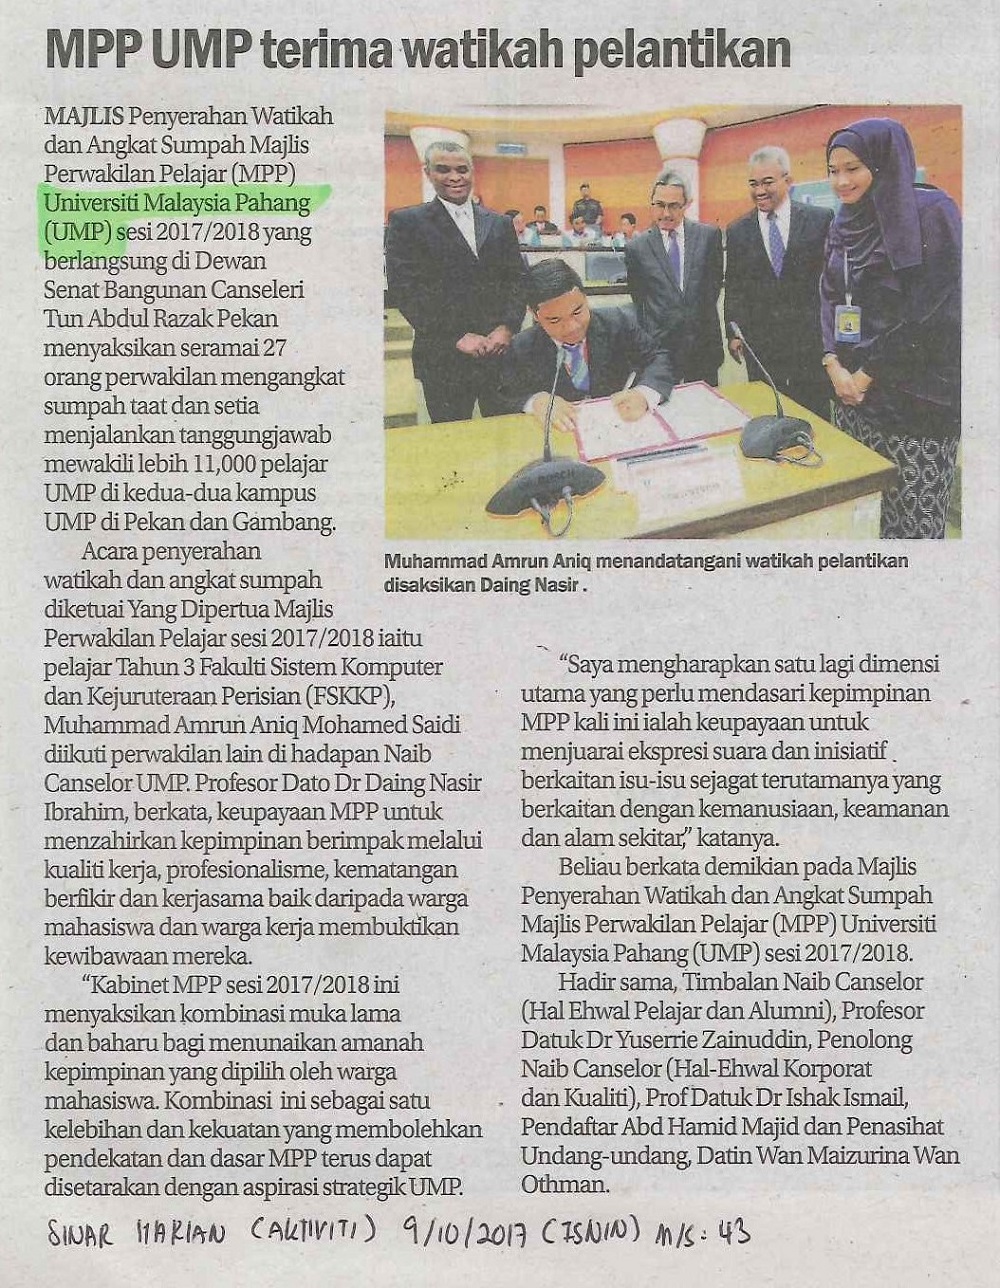 MPP UMP terima watikah pelantikan
MAJLIS Penyerahan Watikah
dan Angkat Sumpah Majlis
Perwakilan Pelajar (MPP)
Universiti Malaysia Pahang
(UMP) sesi 2017/2018 yang
berlangsung di Dewan
Senat Bangunan Canseleri
Tun Abdul Razak Pekan
menyaksikan seramai 27
orang perwakilan mengangkat
sumpah taat dan setia
menjalankan tanggungjawab
mewakili lebih 11,000 pelajar
UMP di kedua-dua kampus
UMP di Pekan dan Gambang.
Acara penyerahan
watikah dan angkat sumpah
diketuai Yang Dipertua Majlis
Perwakilan Pelajar sesi 2017/2018 iaitu
pelajar Tahun 3 Fakulti Sistem Komputer
dan Kejuruteraan Perisian (FSKKP),
Muhammad Amrun Aniq Mohamed Saidi
diikuti perwakilan lain di hadapan Naib
Canselor UMP. Profesor Dato Dr Daing Nasir
Ibrahim, berkata, keupayaan MPP untuk
menzahirkan kepimpinan berimpak melalui
kualiti kerja, profesionalisme, kematangan
berfikir dan kerjasama baik daripada warga
mahasiswa dan warga kerja membuktikan
kewibawaan mereka.
“Kabinet MPP sesi 2017/2018 ini
menyaksikan kombinasi muka lama
dan baharu bagi menunaikan amanah
kepimpinan yang dipilih oleh warga
mahasiswa. Kombinasi ini sebagai satu
kelebihan dan kekuatan yang membolehkan
pendekatan dan dasar MPP terus dapat
disetarakan dengan aspirasi strategik UMP.
BOSCH
Muhammad Amrun Aniq menandatangani watikah pelantikan
disaksikan Daing Nasir .
“Saya mengharapkan satu lagi dimensi
utama yang perlu mendasari kepimpinan
MPP kali ini ialah keupayaan untuk
menjuarai ekspresi suara dan inisiatif
berkaitan isu-isu sejagat terutamanya yang
berkaitan dengan kemanusiaan, keamanan
dan alam sekitar,” katanya.
Beliau berkata demikian pada Majlis
Penyerahan Watikah dan Angkat Sumpah
Majlis Perwakilan Pelajar (MPP) Universiti
Malaysia Pahang (UMP) sesi 2017/2018.
Hadir sama, Timbalan Naib Canselor
(Hal Ehwal Pelajar dan Alumni), Profesor
Datuk Dr Yuserrie Zainuddin, Penolong
Naib Canselor (Hal-Ehwal Korporat
dan Kualiti), Prof Datuk Dr Ishak Ismail,
Pendaftar Abd Hamid Majid dan Penasihat
Undang-undang, Datin Wan Maizurina Wan
Othman.
SINAR HARIAN (AKTIVITI) 9/10/2017 (ISNIN) M/S: 43